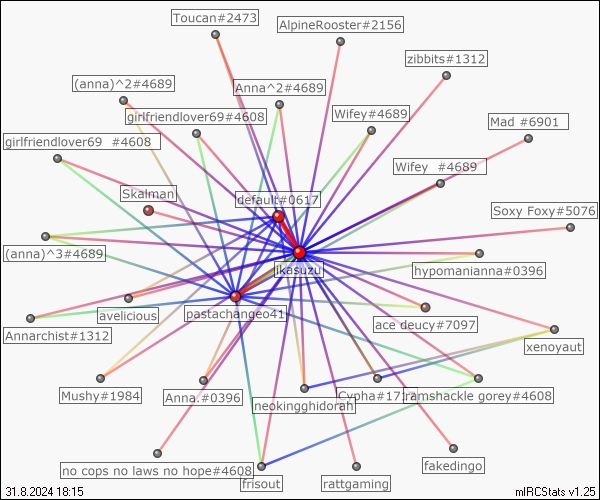 Toucan#2473
AlpineRooster#2156
zibbits#1312
(anna)^2#4689
Anna^2#4689
girlfriendlover69#4608
Wifey#4689
Mad #6901
girlfriendlover69 #4608
Wifey #4689
Skalman
default#0617
Soxy Foxy#5076
(anna)^3#4689
jikasuzu
hypomanianna#0396
avelicious
pastachangeo41
ace deucy#7097
Annarchist#1312
xenoyaut
Mushy#1984
Anna.#0396
neokingghidorah
ramshackle gorey#4608
no cops no laws no hope#4608
frisout
rattgaming
fakedingo
31.8.2024 18:15
mIRCStats v1.25